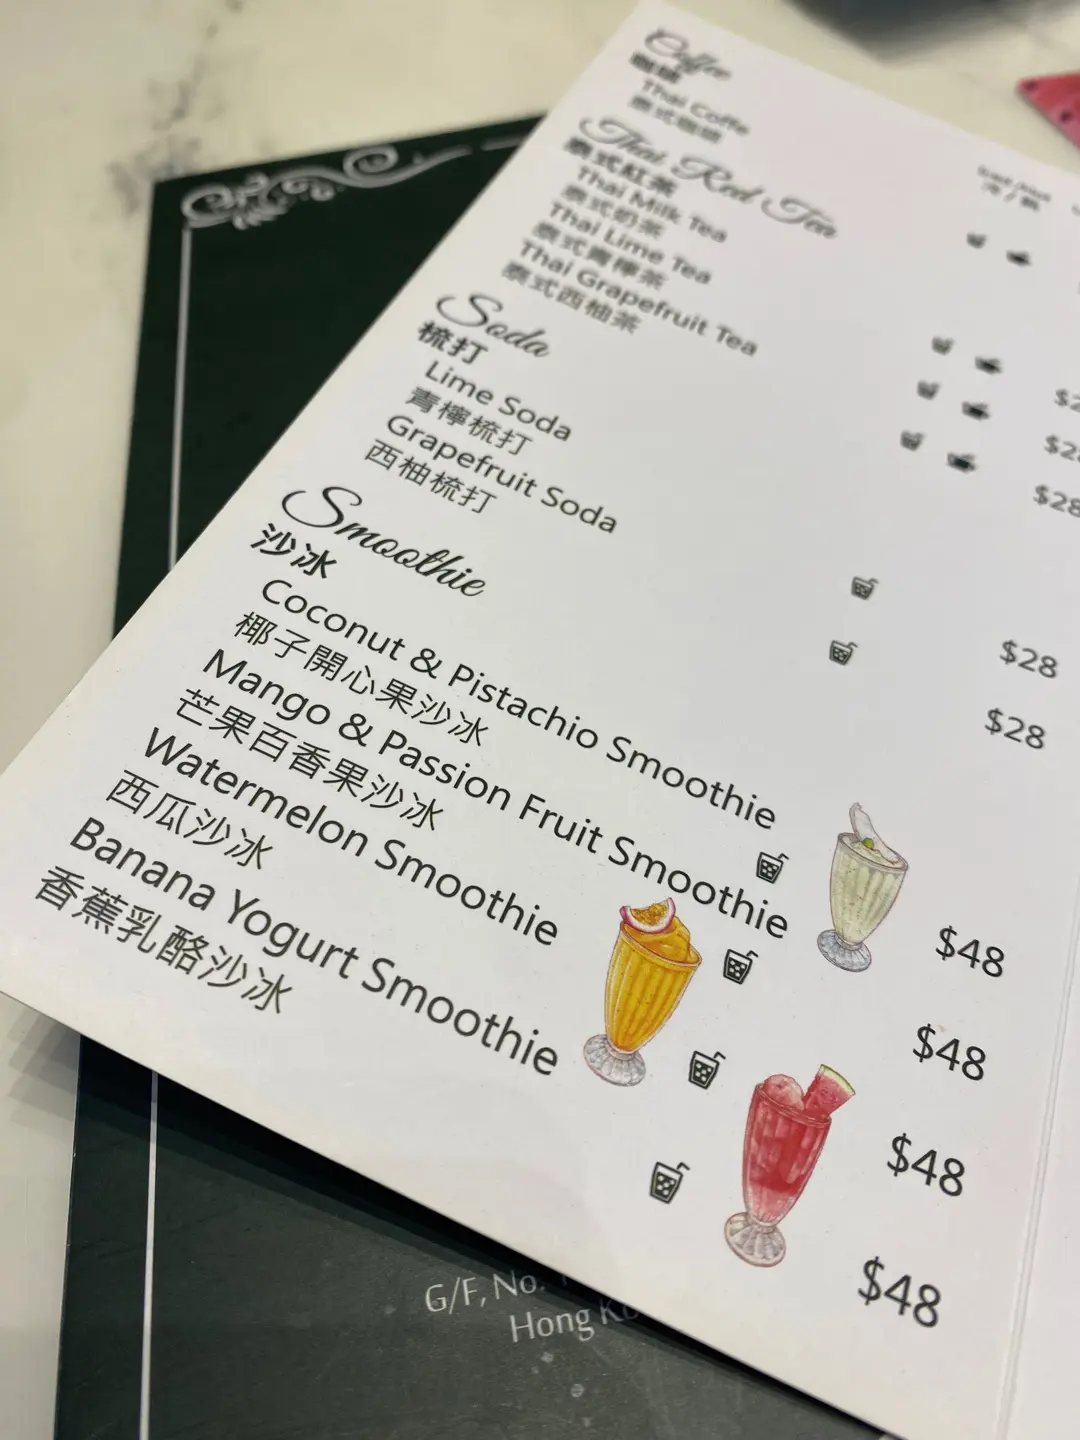 Coffee
咖啡
Thai Coffe
泰式咖啡
Thai Red Tea
泰式紅茶
Thai Milk Tea
泰式奶茶
Thai Lime Tea
泰式青檸茶
Thai Grapefruit Tea
泰式西柚茶
$28
$28
Soda
梳打
Lime Soda
青檸梳打
$28
Grapefruit Soda
西柚梳打
$28
Smoothie
沙冰
Coconut & Pistachio Smoothie
椰子開心果沙冰
$48
Mango & Passion Fruit Smoothie
芒果百香果沙冰
$48
Watermelon Smoothie
西瓜沙冰
$48
Banana Yogurt Smoothie
香蕉乳酪沙冰
$48
G/F, No.
Hong